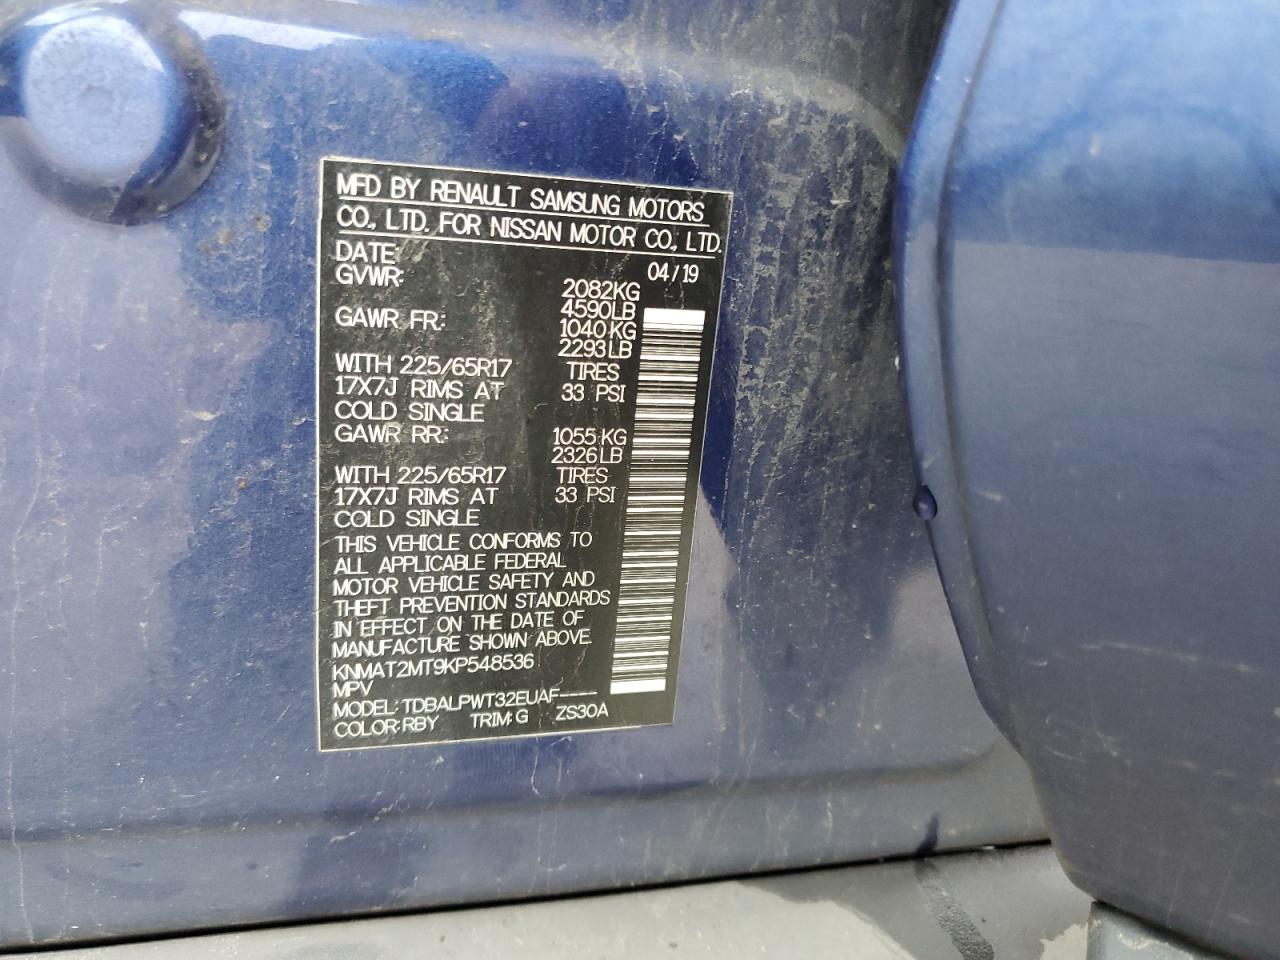 MFD BY RENAULT SAMSUNG MOTORS
CO., LTD. FOR NISSAN MOTOR CO., LTD.
DATE: 04/19
GVWR: 2082KG
4590LB
GAWR FR: 1040KG
2293LB
WITH 225/65R17 TIRES
17X7J RIMS AT 33 PSI
COLD SINGLE
GAWR RR: 1055KG
2326LB
WITH 225/65R17 TIRES
17X7J RIMS AT 33 PSI
COLD SINGLE
THIS VEHICLE CONFORMS TO
ALL APPLICABLE FEDERAL
MOTOR VEHICLE SAFETY AND
THEFT PREVENTION STANDARDS
IN EFFECT ON THE DATE OF
MANUFACTURE SHOWN ABOVE.
KNMAT2MT9KP548536
MPV
MODEL: TDBALPWT32EUAF----
COLOR: RBY TRIM: G ZS30A